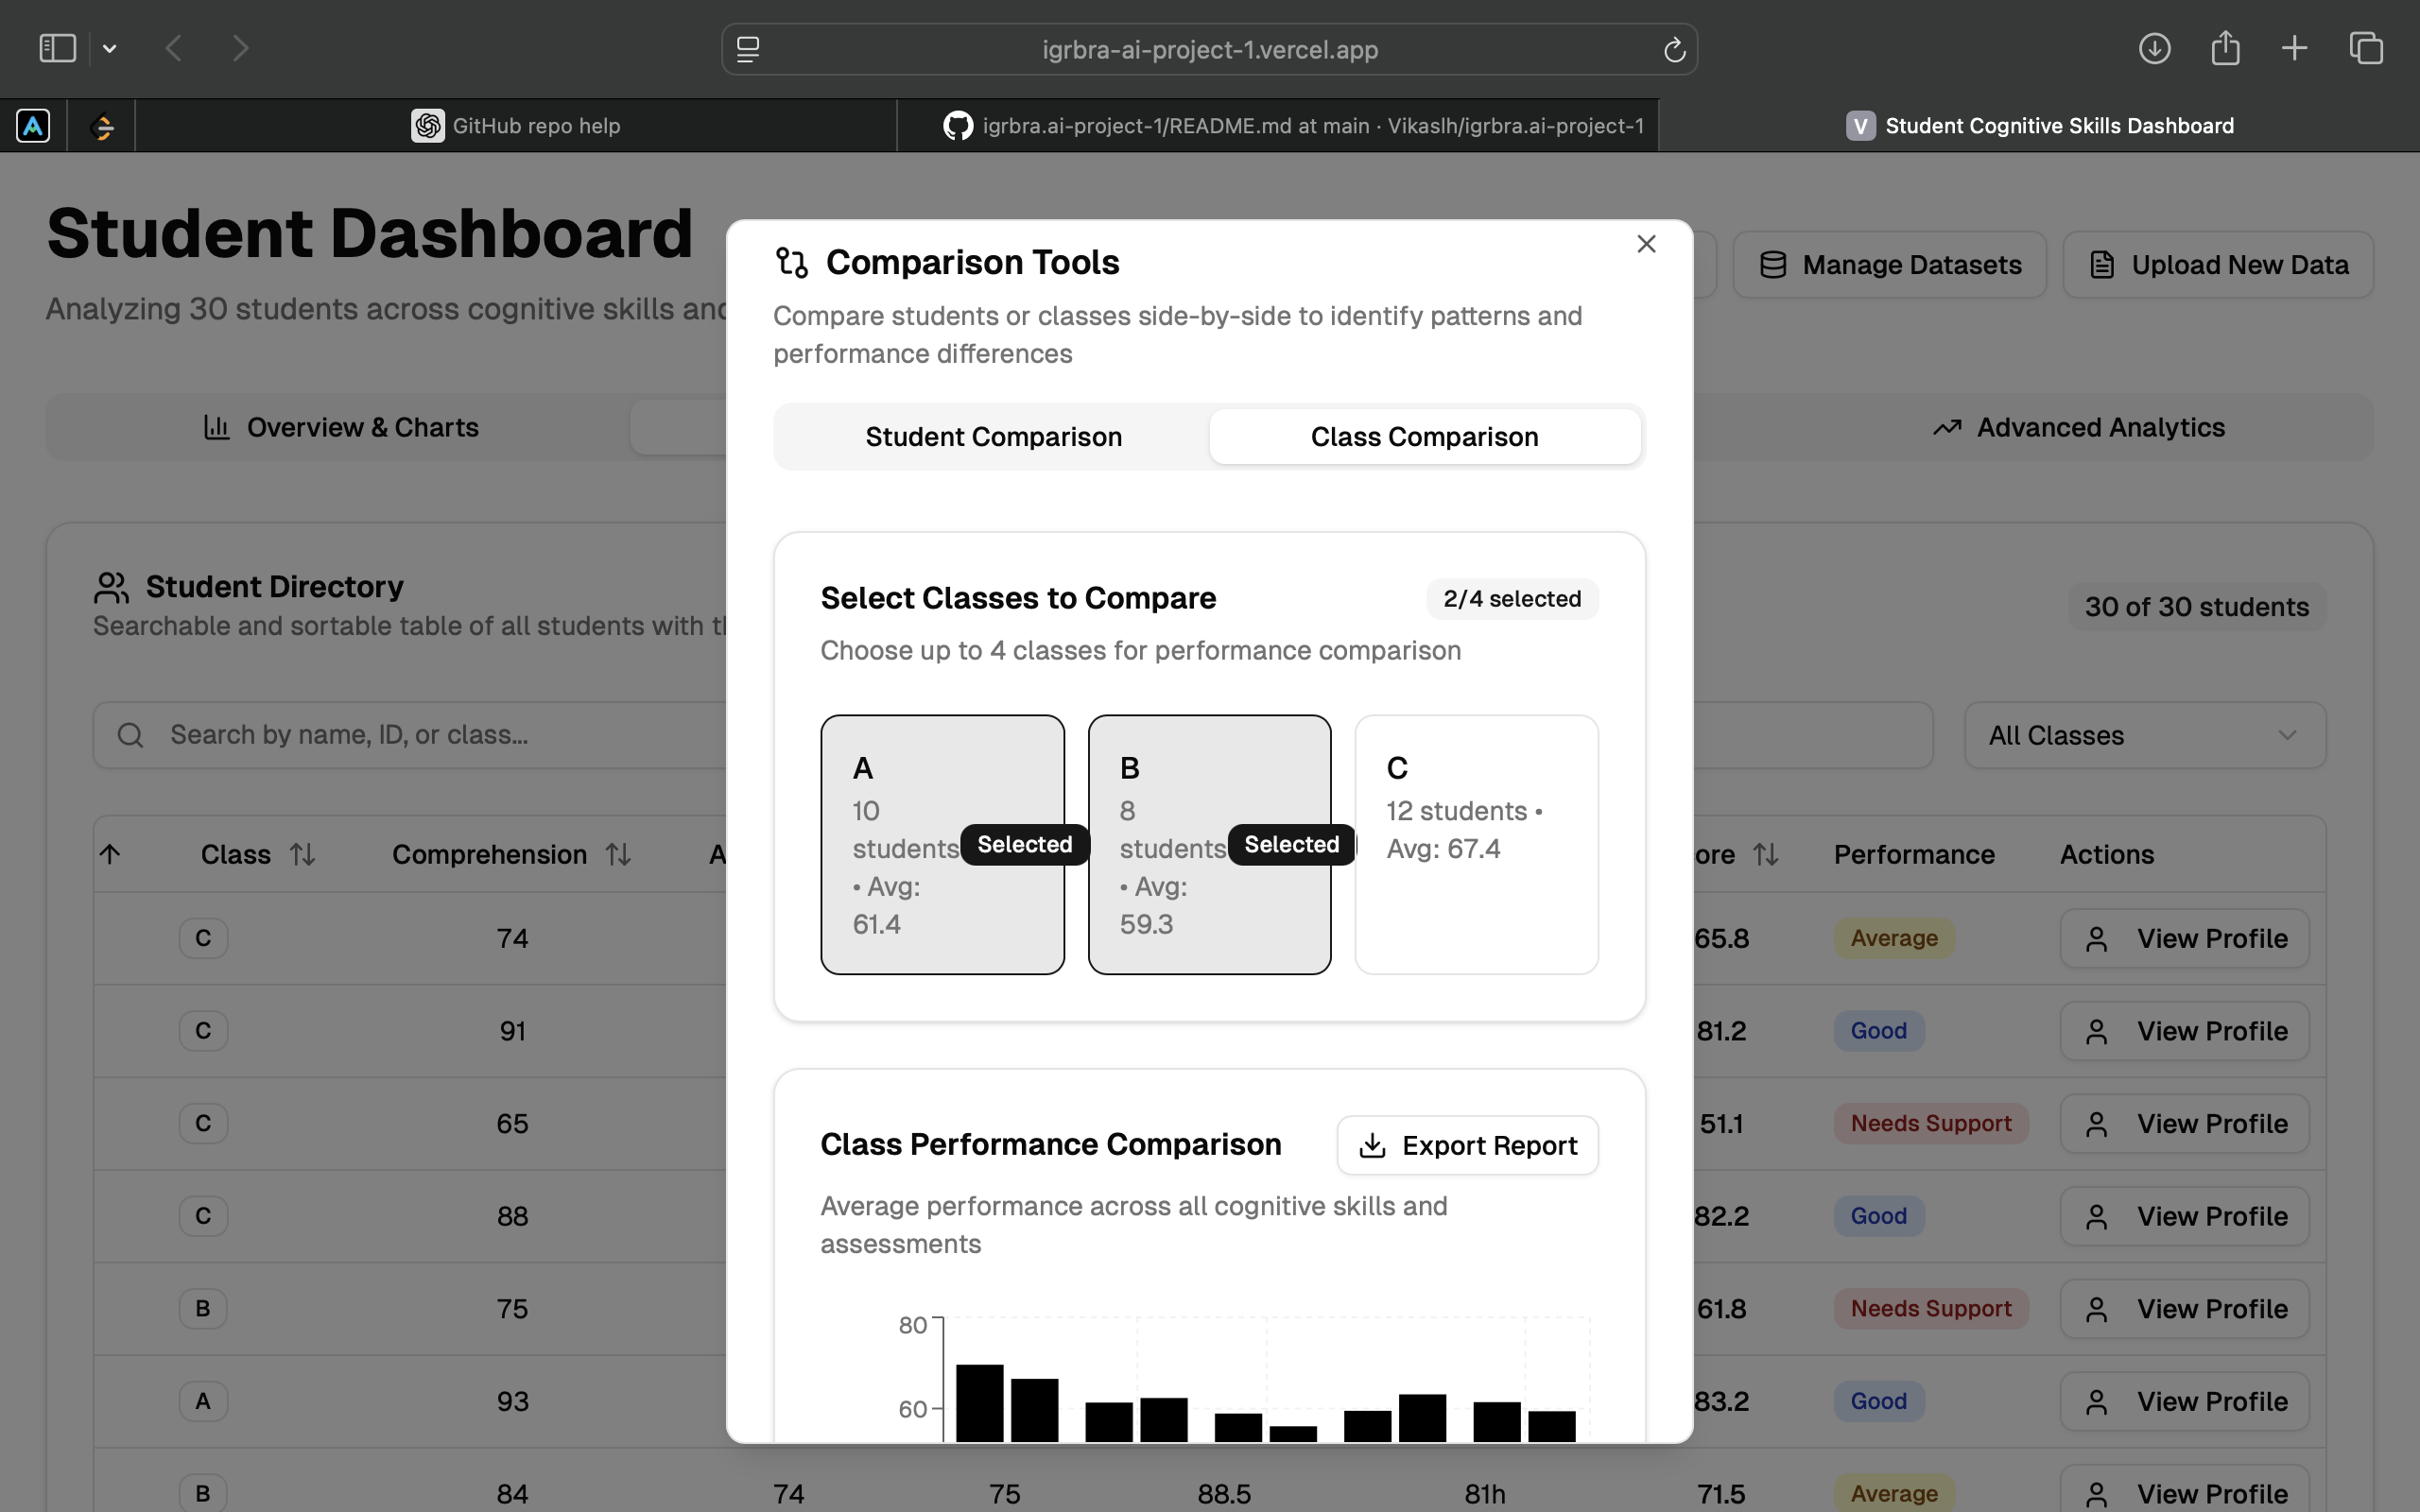 igrbra-ai-project-1.vercel.app
GitHub repo help
igrbra.ai-project-1/README.md at main · Vikaslh/igrbra.ai-project-1
V Student Cognitive Skills Dashboard
Student Dashboard
Analyzing 30 students across cognitive skills and
Manage Datasets
Upload New Data
Overview & Charts
Advanced Analytics
Student Directory
Searchable and sortable table of all students with
30 of 30 students
Search by name, ID, or class...
All Classes
Class
Comprehension
A
ore
Performance
Actions
C 74 65.8 Average View Profile
C 91 81.2 Good View Profile
C 65 51.1 Needs Support View Profile
C 88 82.2 Good View Profile
B 75 61.8 Needs Support View Profile
A 93 83.2 Good View Profile
B 84 74 75 88.5 81h 71.5 Average View Profile
Comparison Tools
Compare students or classes side-by-side to identify patterns and
performance differences
Student Comparison
Class Comparison
Select Classes to Compare
2/4 selected
Choose up to 4 classes for performance comparison
A
10
students
• Avg:
61.4
Selected
B
8
students
• Avg:
59.3
Selected
C
12 students •
Avg: 67.4
Class Performance Comparison
Export Report
Average performance across all cognitive skills and
assessments
80
60